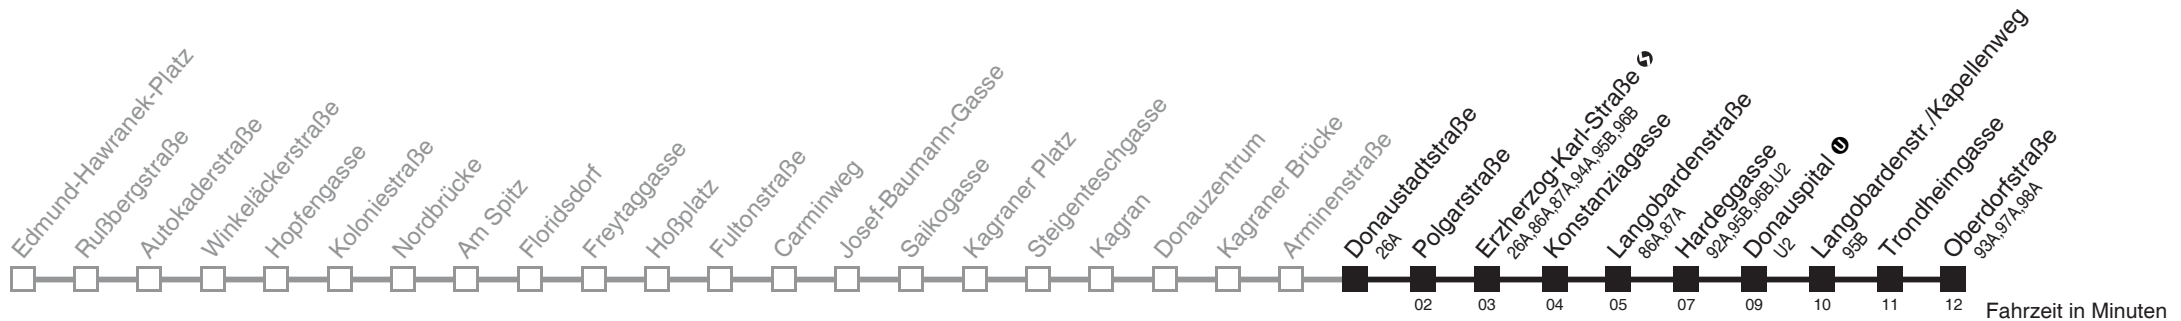 Edmund-Hawranek-Platz
Rußbergstraße
Autokaderstraße
Winkeläckerstraße
Hopfengasse
Koloniestraße
Nordbrücke
Am Spitz
Floridsdorf
Freytaggasse
Hoßplatz
Fultonstraße
Carminweg
Josef-Baumann-Gasse
Saikogasse
Kagraner Platz
Steigenteschgasse
Kagran
Donauzentrum
Kagraner Brücke
Arminenstraße
Donaustadtstraße
26A
Polgarstraße
Erzherzog-Karl-Straße
26A,86A,87A,94A,95B,96B
Konstanziagasse
Langobardenstraße
86A,87A
Hardeggasse
92A,95B,96B,U2
Donauspital U
U2
Langobardenstr./Kapellenweg
95B
Trondheimgasse
Oberdorfstraße
93A,97A,98A
02 03 04 05 07 09 10 11 12
Fahrzeit in Minuten